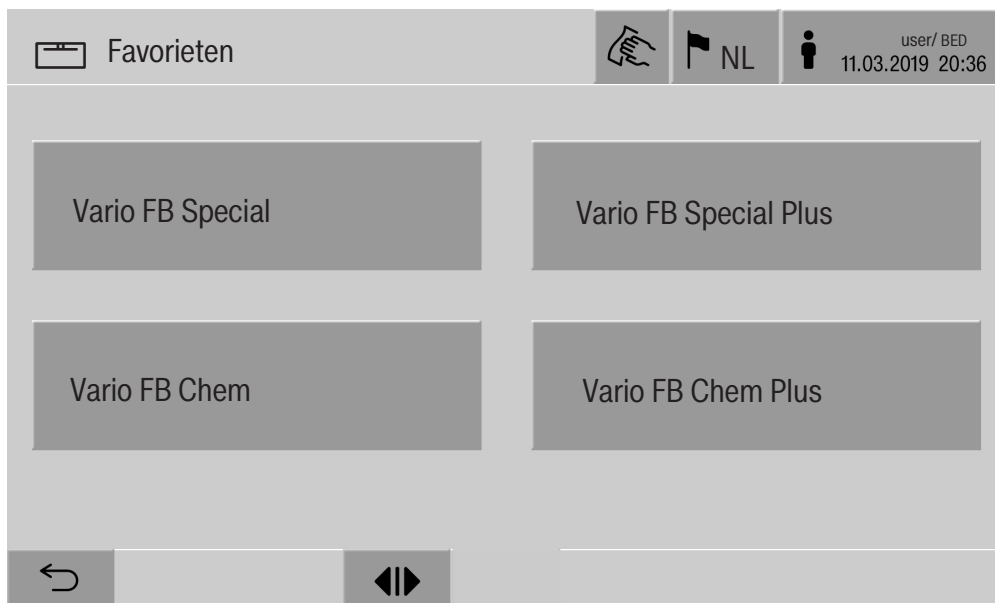 Favorieten
NL
user/ BED
11.03.2019 20:36
Vario FB Special
Vario FB Special Plus
Vario FB Chem
Vario FB Chem Plus